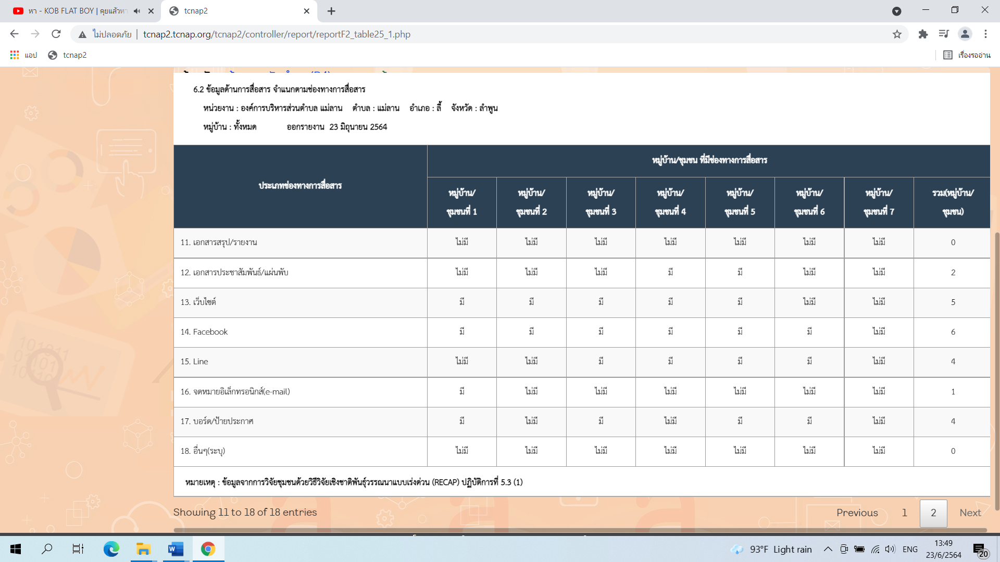 หา - KOB FLAT BOY | คุยแล้วหา
tcnap2
ไม่ปลอดภัย | tcnap2.tcnap.org/tcnap2/controller/report/reportF2_table25_1.php
แอป tcnap2 เรื่องรออ่าน
6.2 ข้อมูลด้านการสื่อสาร จำแนกตามช่องทางการสื่อสาร
หน่วยงาน : องค์การบริหารส่วนตำบล แม่ลาน ตำบล : แม่ลาน อำเภอ : ลี้ จังหวัด : ลำพูน
หมู่บ้าน : ทั้งหมด ออกรายงาน 23 มิถุนายน 2564
ประเภทช่องทางการสื่อสาร
หมู่บ้าน/ชุมชน ที่มีช่องทางการสื่อสาร
หมู่บ้าน/ หมู่บ้าน/ หมู่บ้าน/ หมู่บ้าน/ หมู่บ้าน/ หมู่บ้าน/ หมู่บ้าน/ รวม(หมู่บ้าน/
ชุมชนที่ 1 ชุมชนที่ 2 ชุมชนที่ 3 ชุมชนที่ 4 ชุมชนที่ 5 ชุมชนที่ 6 ชุมชนที่ 7 ชุมชน)
11. เอกสารสรุป/รายงาน ไม่มี ไม่มี ไม่มี ไม่มี ไม่มี ไม่มี ไม่มี 0
12. เอกสารประชาสัมพันธ์/แผ่นพับ ไม่มี ไม่มี ไม่มี มี มี ไม่มี ไม่มี 2
13. เว็บไซต์ มี มี มี มี มี ไม่มี ไม่มี 5
14. Facebook มี มี มี มี มี มี ไม่มี 6
15. Line ไม่มี ไม่มี มี มี มี มี ไม่มี 4
16. จดหมายอิเล็กทรอนิกส์(e-mail) มี ไม่มี ไม่มี ไม่มี ไม่มี ไม่มี ไม่มี 1
17. บอร์ด/ป้ายประกาศ มี ไม่มี มี ไม่มี มี มี ไม่มี 4
18. อื่นๆ(ระบุ) ไม่มี ไม่มี ไม่มี ไม่มี ไม่มี ไม่มี ไม่มี 0
หมายเหตุ : ข้อมูลจากการวิจัยชุมชนด้วยวิธีวิจัยเชิงชาติพันธุ์วรรณนาแบบเร่งด่วน (RECAP) ปฏิบัติการที่ 5.3 (1)
Showing 11 to 18 of 18 entries Previous 1 2 Next
93°F Light rain ENG 13:49
23/6/2564 20